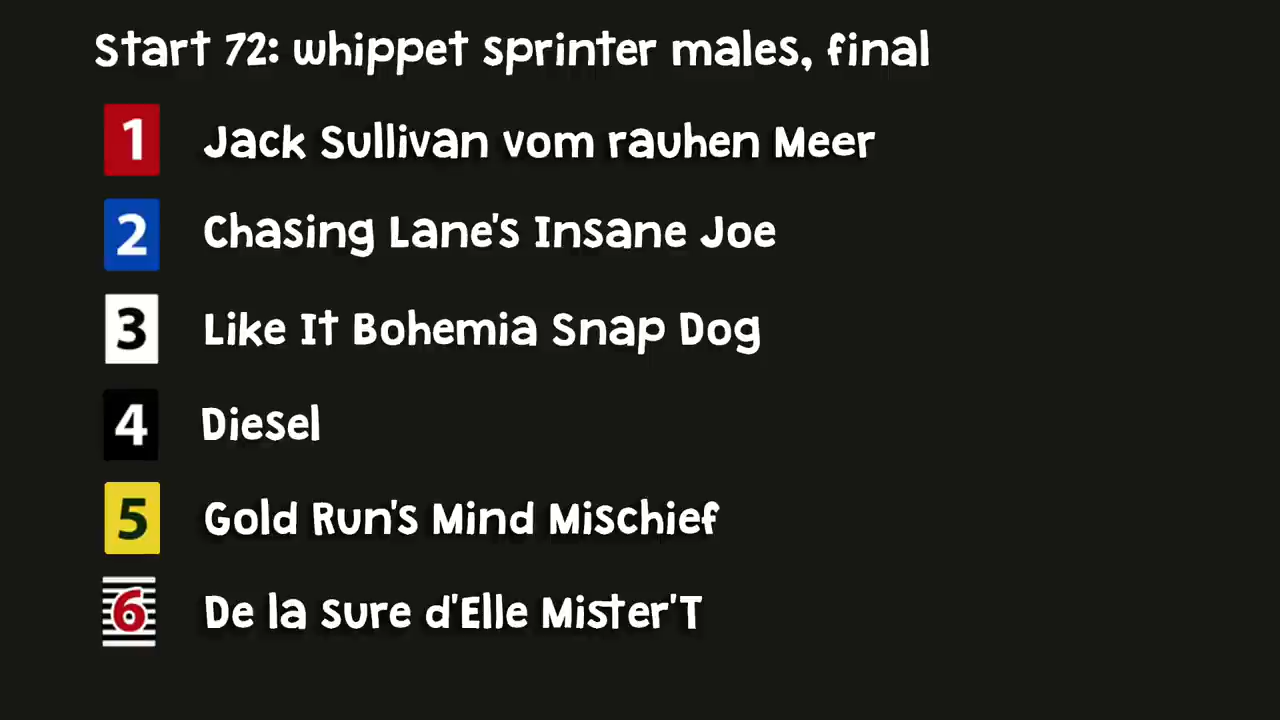 Start 72: whippet sprinter males, final
1 Jack Sullivan vom rauhen Meer
2 Chasing Lane's Insane Joe
3 Like It Bohemia Snap Dog
4 Diesel
5 Gold Run's Mind Mischief
6 De la sure d'Elle Mister'T